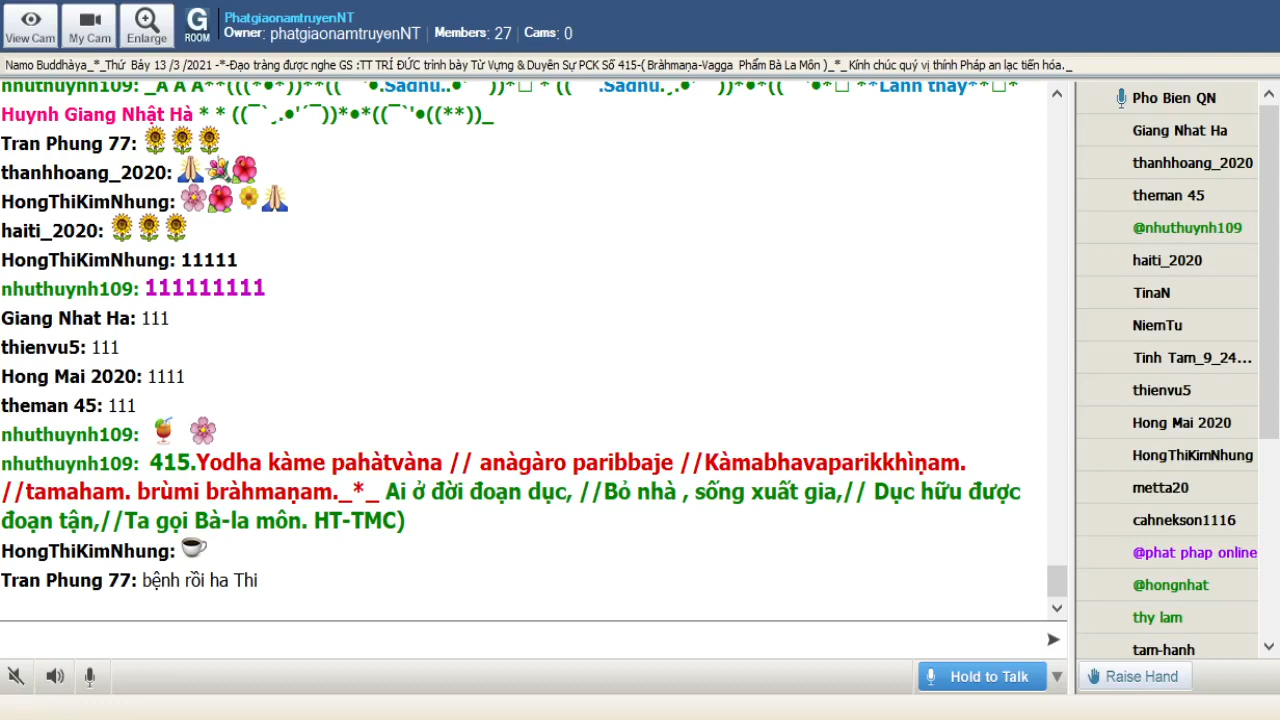 View Cam
My Cam
Enlarge
G
ROOM
PhatgiaonamtruyenNT
Owner: phatgiaonamtruyenNT | Members: 27 | Cams: 0
Namo Buddhàya_*_Thứ Bảy 13 /3 /2021 -*-Đạo tràng được nghe GS :TT TRÍ ĐỨC trình bày Từ Vựng & Duyên Sự PCK Số 415-( Bràhmaṇa-Vagga Phẩm Bà La Môn )_*_Kính chúc quý vị thính Pháp an lạc tiến hóa._
Huynh Giang Nhật Hà * * ((¯`ˏ.●'´¯))*●*((¯`'●((**))_
Tran Phung 77:
thanhhoang_2020:
HongThiKimNhung:
haiti_2020:
HongThiKimNhung: 11111
nhuthuynh109: 111111111
Giang Nhat Ha: 111
thienvu5: 111
Hong Mai 2020: 1111
theman 45: 111
nhuthuynh109:
nhuthuynh109: 415.Yodha kàme pahàtvàna // anàgàro paribbaje //Kàmabhavaparikkhìṇam.
//tamaham. brùmi bràhmaṇam._*_ Ai ở đời đoạn dục, //Bỏ nhà , sống xuất gia,// Dục hữu được
đoạn tận,//Ta gọi Bà-la môn. HT-TMC)
HongThiKimNhung:
Tran Phung 77: bệnh rồi ha Thi
Hold to Talk
Pho Bien QN
Giang Nhat Ha
thanhhoang_2020
theman 45
@nhuthuynh109
haiti_2020
TinaN
NiemTu
Tinh Tam_9_24...
thienvu5
Hong Mai 2020
HongThiKimNhung
metta20
cahnekson1116
@phat phap online
@hongnhat
thy lam
tam-hanh
Raise Hand